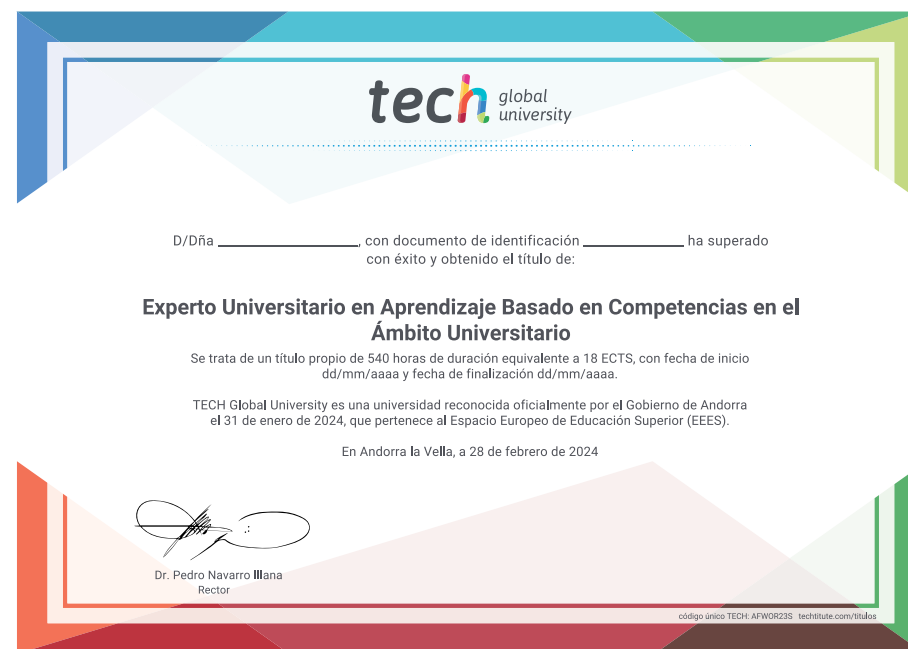 tech global university
D/Dña ____________, con documento de identificación ____________ ha superado
con éxito y obtenido el título de:
Experto Universitario en Aprendizaje Basado en Competencias en el
Ámbito Universitario
Se trata de un título propio de 540 horas de duración equivalente a 18 ECTS, con fecha de inicio
dd/mm/aaaa y fecha de finalización dd/mm/aaaa.
TECH Global University es una universidad reconocida oficialmente por el Gobierno de Andorra
el 31 de enero de 2024, que pertenece al Espacio Europeo de Educación Superior (EEES).
En Andorra la Vella, a 28 de febrero de 2024
Dr. Pedro Navarro Illana
Rector
código único TECH: AFWOR23S techtitute.com/titulos